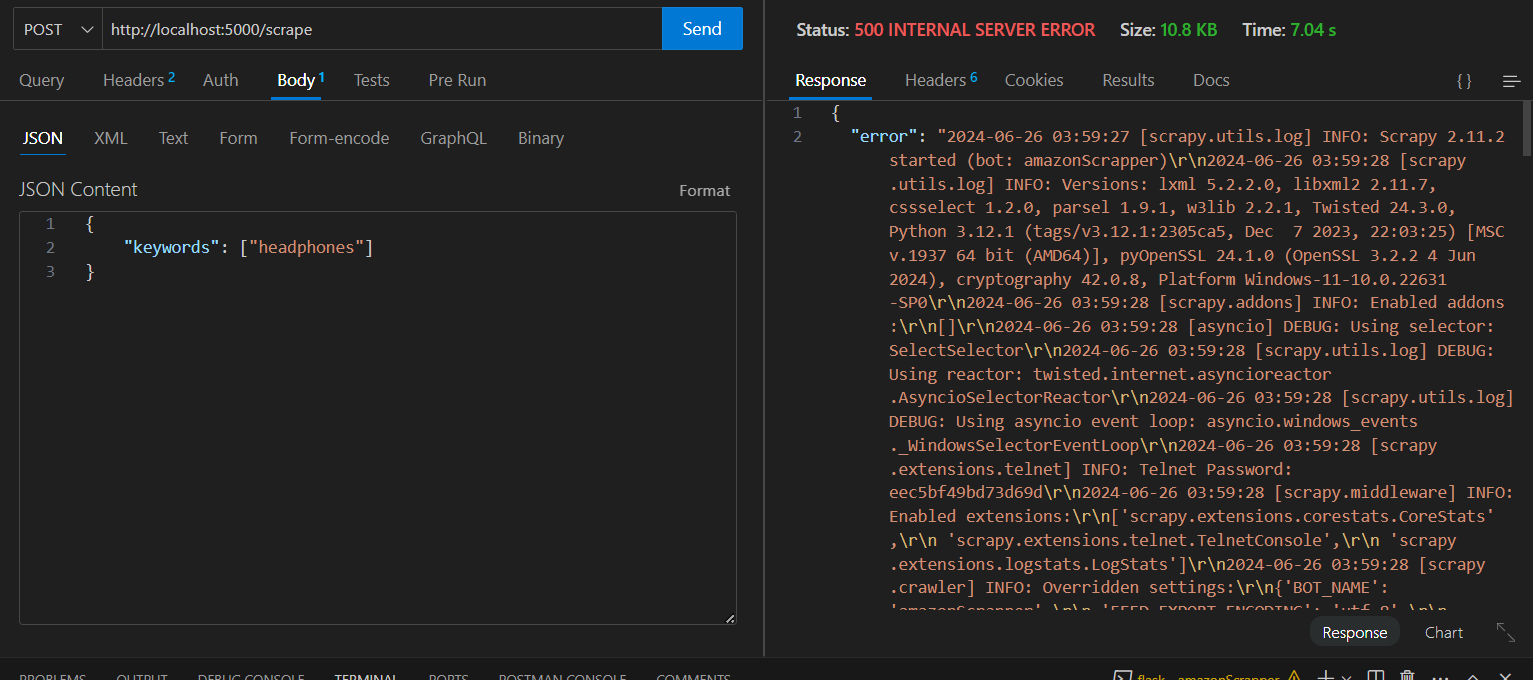 POST
http://localhost:5000/scrape
Send
Query
Headers 2
Auth
Body 1
Tests
Pre Run
JSON
XML
Text
Form
Form-encode
GraphQL
Binary
JSON Content
Format
1 {
2 "keywords": ["headphones"]
3 }
Status: 500 INTERNAL SERVER ERROR Size: 10.8 KB Time: 7.04 s
Response
Headers 6
Cookies
Results
Docs
{ }
1 {
2 "error": "2024-06-26 03:59:27 [scrapy.utils.log] INFO: Scrapy 2.11.2
started (bot: amazonScrapper)\r\n2024-06-26 03:59:28 [scrapy
.utils.log] INFO: Versions: lxml 5.2.2.0, libxml2 2.11.7,
cssselect 1.2.0, parsel 1.9.1, w3lib 2.2.1, Twisted 24.3.0,
Python 3.12.1 (tags/v3.12.1:2305ca5, Dec  7 2023, 22:03:25) [MSC
v.1937 64 bit (AMD64)], pyOpenSSL 24.1.0 (OpenSSL 3.2.2 4 Jun
2024), cryptography 42.0.8, Platform Windows-11-10.0.22631
-SP0\r\n2024-06-26 03:59:28 [scrapy.addons] INFO: Enabled addons
:\r\n[]\r\n2024-06-26 03:59:28 [asyncio] DEBUG: Using selector:
SelectSelector\r\n2024-06-26 03:59:28 [scrapy.utils.log] DEBUG:
Using reactor: twisted.internet.asyncioreactor
.AsyncioSelectorReactor\r\n2024-06-26 03:59:28 [scrapy.utils.log]
DEBUG: Using asyncio event loop: asyncio.windows_events
._WindowsSelectorEventLoop\r\n2024-06-26 03:59:28 [scrapy
.extensions.telnet] INFO: Telnet Password:
eec5bf49bd73d69d\r\n2024-06-26 03:59:28 [scrapy.middleware] INFO:
Enabled extensions:\r\n['scrapy.extensions.corestats.CoreStats'
,\r\n 'scrapy.extensions.telnet.TelnetConsole',\r\n 'scrapy
.extensions.logstats.LogStats']\r\n2024-06-26 03:59:28 [scrapy
.crawler] INFO: Overridden settings:\r\n{'BOT_NAME':
'amazonScrapper',\r\n 'FEED_EXPORT_ENCODING': 'utf-8',\r\n
Response
Chart
PROBLEMS
OUTPUT
DEBUG CONSOLE
TERMINAL
PORTS
POSTMAN CONSOLE
COMMENTS
flask - amazonScrapper